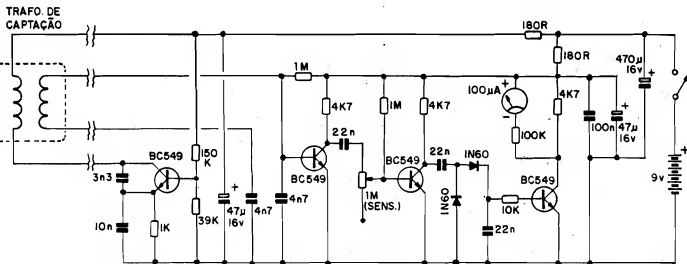 TRAFO. DE
CAPTAÇÃO
180R
180R
470µ
16v
+
1M
100µA
+
-
4K7
1M
4K7
4K7
100K
100n
47µ
16v
+
22n
22n
1N60
150
K
BC549
BC549
BC549
BC549
9v
+
3n3
1M
(SENS.)
1N60
10K
10n
1K
39K
47µ
16v
+
4n7
4n7
22n